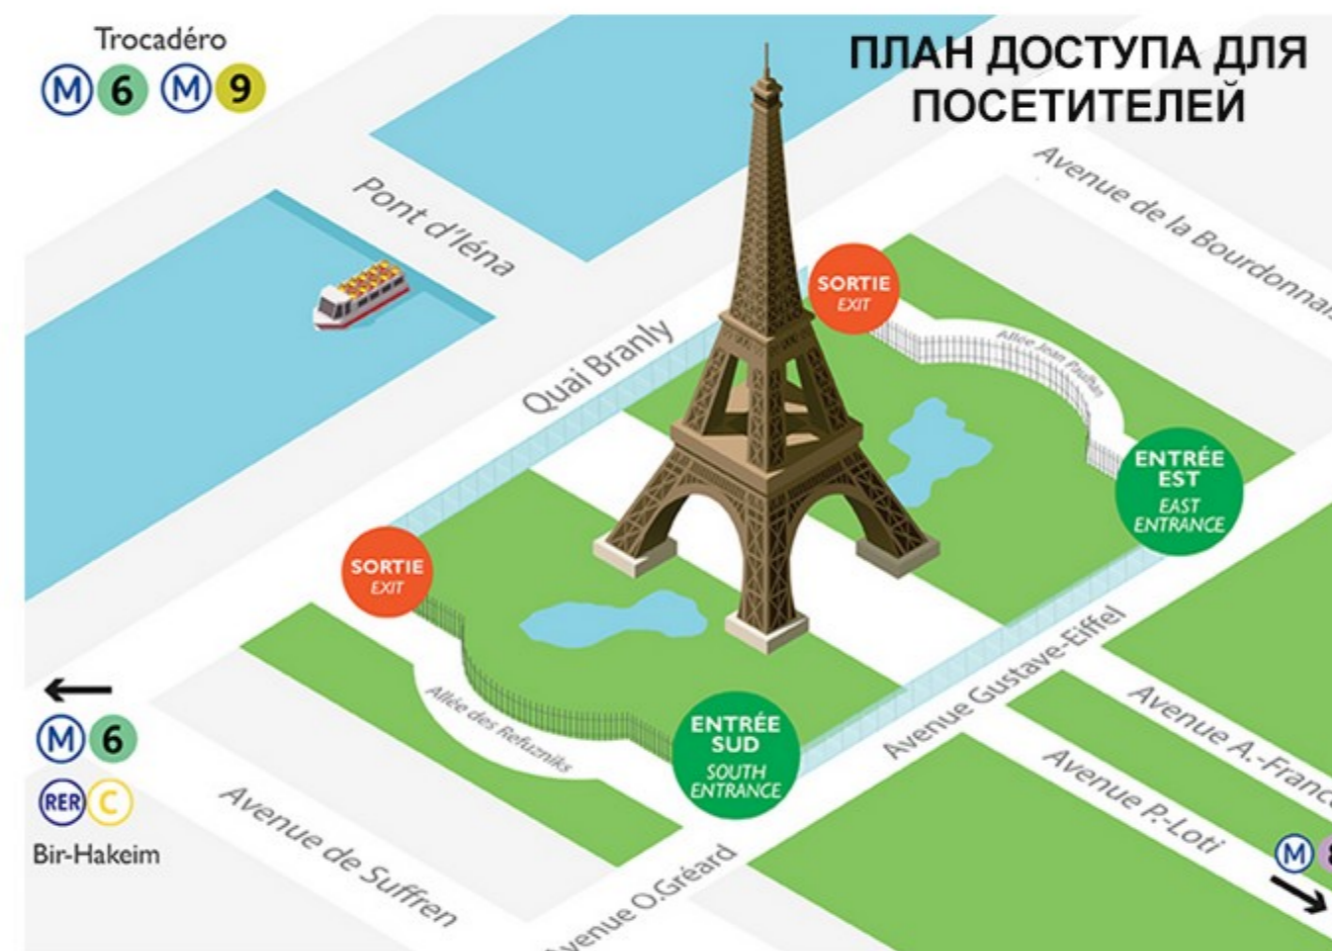 Trocadéro
M 6 M 9
ПЛАН ДОСТУПА ДЛЯ
ПОСЕТИТЕЛЕЙ
Avenue de la Bourdonnais
Pont d'Iéna
SORTIE
EXIT
Quai Branly
Allée Jean Paulhan
ENTRÉE
EST
EAST
ENTRANCE
SORTIE
EXIT
Avenue Gustave-Eiffel
M 6
RER C
Bir-Hakeim
Allée des Refuzniks
ENTRÉE
SUD
SOUTH
ENTRANCE
Avenue A.-France
Avenue P.-Loti
M 8
Avenue de Suffren
Avenue O.Gréard